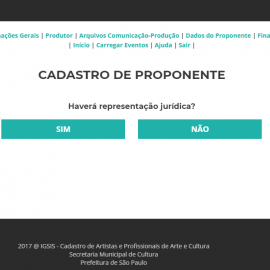 ações Gerais | Produtor | Arquivos Comunicação-Produção | Dados do Proponente | Fina
| Início | Carregar Eventos | Ajuda | Sair |
CADASTRO DE PROPONENTE
Haverá representação jurídica?
SIM NÃO
2017 @ IGSIS - Cadastro de Artistas e Profissionais de Arte e Cultura
Secretaria Municipal de Cultura
Prefeitura de São Paulo